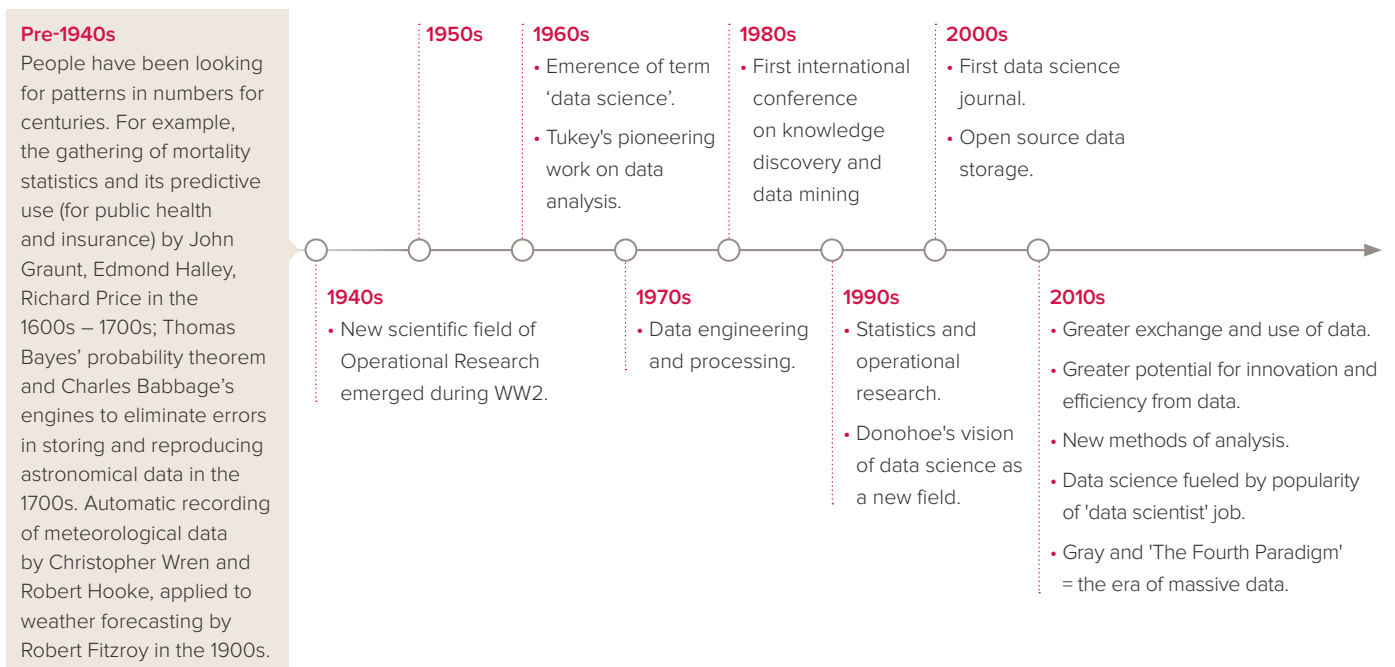 Pre-1940s
People have been looking
for patterns in numbers for
centuries. For example,
the gathering of mortality
statistics and its predictive
use (for public health
and insurance) by John
Graunt, Edmond Halley,
Richard Price in the
1600s – 1700s; Thomas
Bayes’ probability theorem
and Charles Babbage’s
engines to eliminate errors
in storing and reproducing
astronomical data in the
1700s. Automatic recording
of meteorological data
by Christopher Wren and
Robert Hooke, applied to
weather forecasting by
Robert Fitzroy in the 1900s.
1940s
• New scientific field of
Operational Research
emerged during WW2.
1950s
1960s
• Emerence of term
‘data science’.
• Tukey's pioneering
work on data
analysis.
1970s
• Data engineering
and processing.
1980s
• First international
conference
on knowledge
discovery and
data mining
1990s
• Statistics and
operational
research.
• Donohoe's vision
of data science as
a new field.
2000s
• First data science
journal.
• Open source data
storage.
2010s
• Greater exchange and use of data.
• Greater potential for innovation and
efficiency from data.
• New methods of analysis.
• Data science fueled by popularity
of 'data scientist' job.
• Gray and 'The Fourth Paradigm'
= the era of massive data.